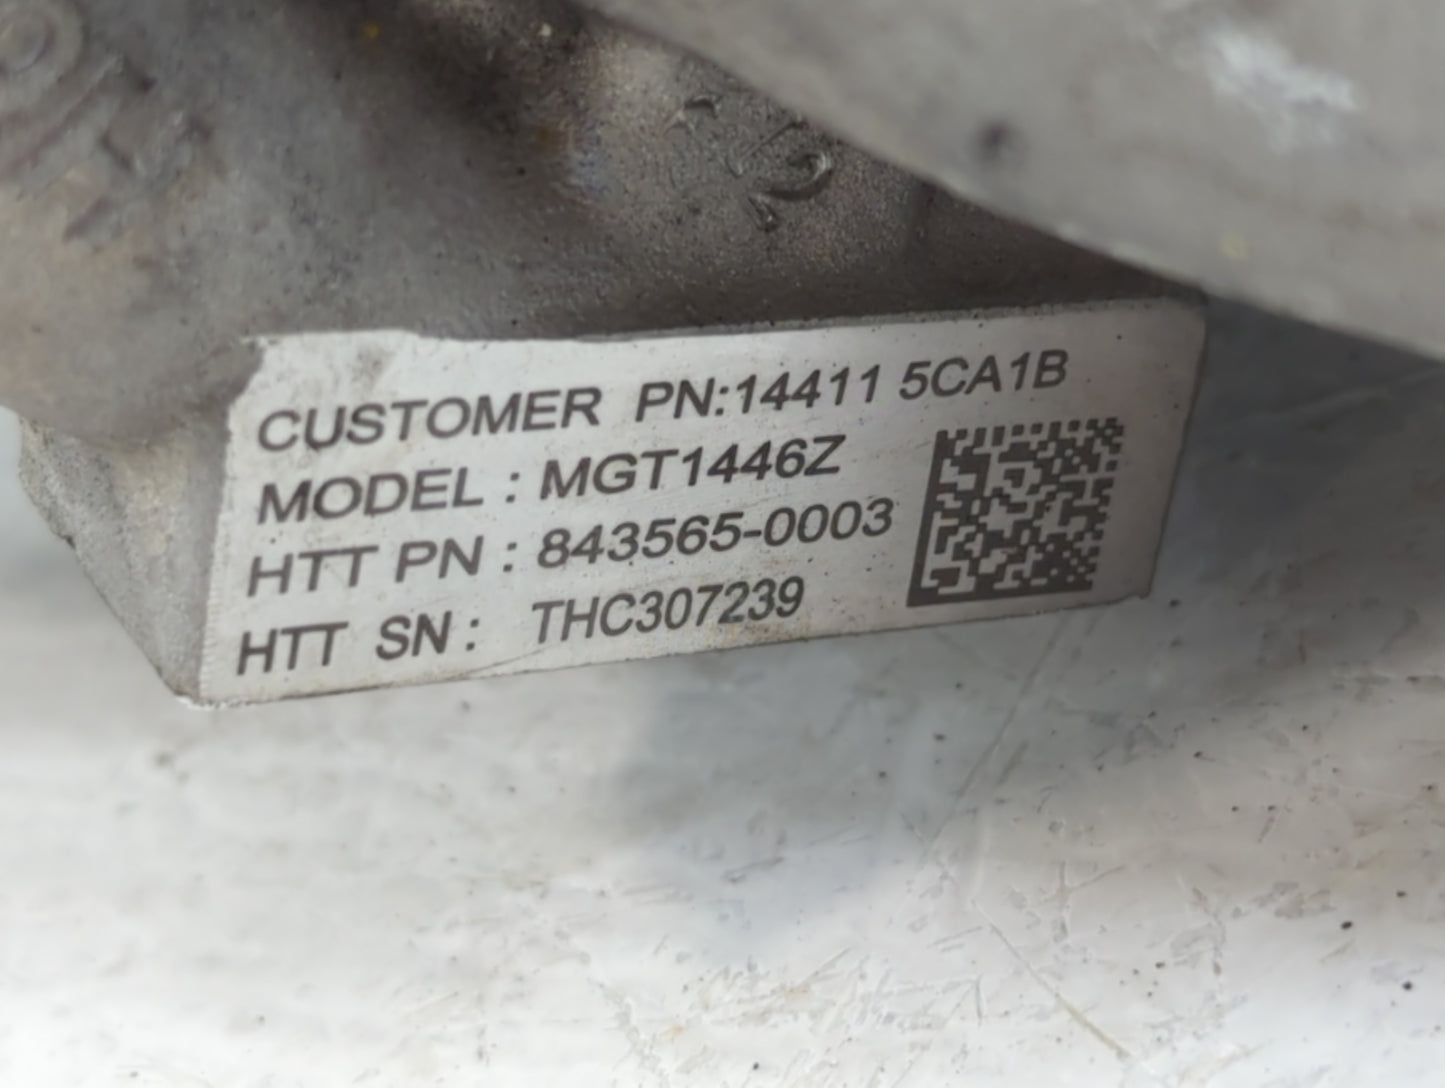 CUSTOMER PN:14411 5CA1B
MODEL : MGT1446Z
HTT PN : 843565-0003
HTT SN : THC307239